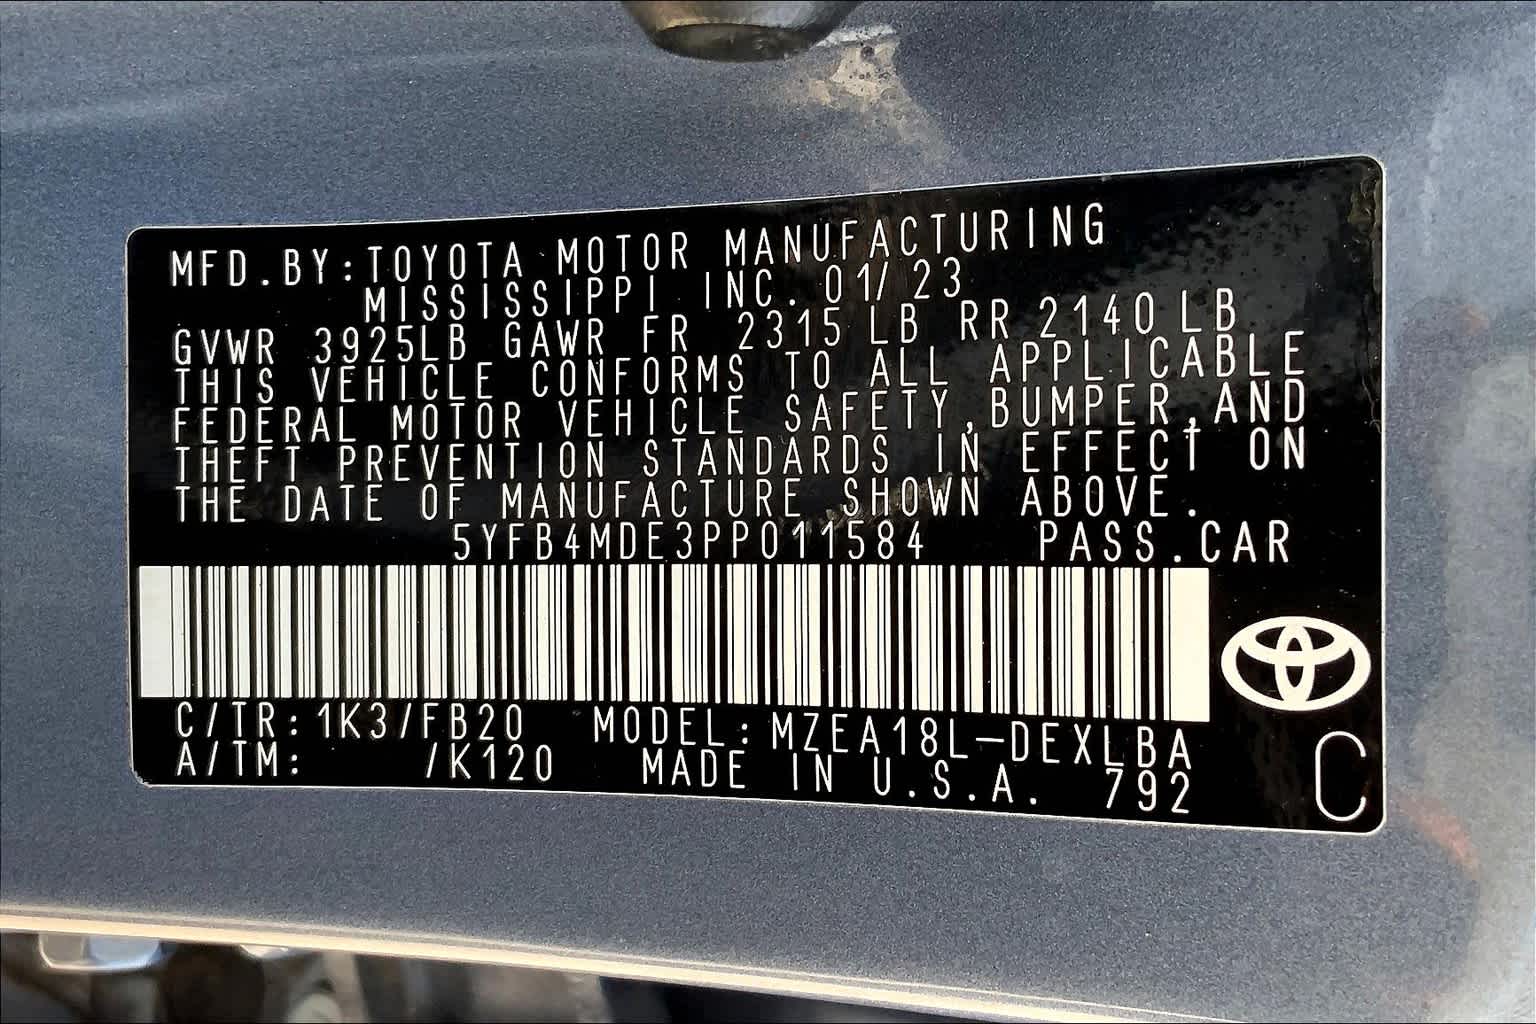 MFD.BY:TOYOTA MOTOR MANUFACTURING
MISSISSIPPI INC. 01/23
GVWR 3925LB GAWR FR 2315 LB RR 2140 LB
THIS VEHICLE CONFORMS TO ALL APPLICABLE
FEDERAL MOTOR VEHICLE SAFETY,BUMPER,AND
THEFT PREVENTION STANDARDS IN EFFECT ON
THE DATE OF MANUFACTURE SHOWN ABOVE.
5YFB4MDE3PP011584 PASS.CAR
C/TR:1K3/FB20 MODEL:MZEA18L-DEXLBA
A/TM: /K120 MADE IN U.S.A. 792
C